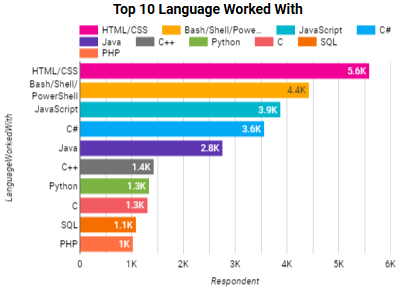 Top 10 Language Worked With
HTML/CSS Bash/Shell/Powe... JavaScript C#
Java C++ Python C SQL
PHP
HTML/CSS 5.6K
Bash/Shell/
PowerShell 4.4K
JavaScript 3.9K
C# 3.6K
Java 2.8K
C++ 1.4K
Python 1.3K
C 1.3K
SQL 1.1K
PHP 1K
LanguageWorkedWith
0 1K 2K 3K 4K 5K 6K
Respondent